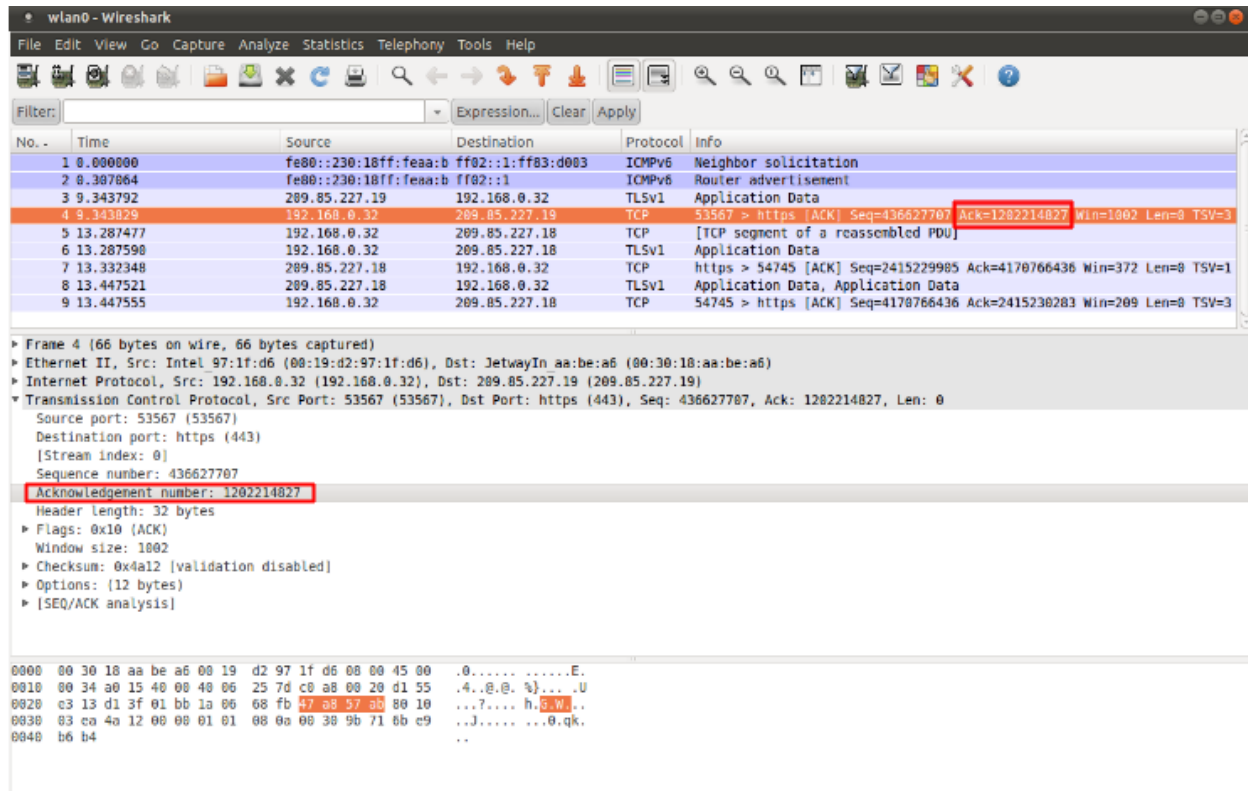 wlan0 - Wireshark
File Edit View Go Capture Analyze Statistics Telephony Tools Help
Filter: Expression... Clear Apply
No. - Time Source Destination Protocol Info
1 0.000000 fe80::230:18ff:feaa:b ff02::1:ff83:d003 ICMPv6 Neighbor solicitation
2 0.307064 fe80::230:18ff:feaa:b ff02::1 ICMPv6 Router advertisement
3 9.343792 209.85.227.19 192.168.0.32 TLSv1 Application Data
4 9.343829 192.168.0.32 209.85.227.19 TCP 53567 > https [ACK] Seq=436627707 Ack=1202214827 Win=1002 Len=0 TSV=3
5 13.287477 192.168.0.32 209.85.227.18 TCP [TCP segment of a reassembled PDU]
6 13.287590 192.168.0.32 209.85.227.18 TLSv1 Application Data
7 13.332348 209.85.227.18 192.168.0.32 TCP https > 54745 [ACK] Seq=2415229905 Ack=4170766436 Win=372 Len=0 TSV=1
8 13.447521 209.85.227.18 192.168.0.32 TLSv1 Application Data, Application Data
9 13.447555 192.168.0.32 209.85.227.18 TCP 54745 > https [ACK] Seq=4170766436 Ack=2415230283 Win=209 Len=0 TSV=3
Frame 4 (66 bytes on wire, 66 bytes captured)
Ethernet II, Src: Intel_97:1f:d6 (00:19:d2:97:1f:d6), Dst: JetwayIn_aa:be:a6 (00:30:18:aa:be:a6)
Internet Protocol, Src: 192.168.0.32 (192.168.0.32), Dst: 209.85.227.19 (209.85.227.19)
Transmission Control Protocol, Src Port: 53567 (53567), Dst Port: https (443), Seq: 436627707, Ack: 1202214827, Len: 0
Source port: 53567 (53567)
Destination port: https (443)
[Stream index: 0]
Sequence number: 436627707
Acknowledgement number: 1202214827
Header length: 32 bytes
Flags: 0x10 (ACK)
Window size: 1002
Checksum: 0x4a12 [validation disabled]
Options: (12 bytes)
[SEQ/ACK analysis]
0000 00 30 18 aa be a6 00 19 d2 97 1f d6 08 00 45 00 .0...... ......E.
0010 00 34 a0 15 40 00 40 06 25 7d c0 a8 00 20 d1 55 .4..@.@. %}... .U
0020 e3 13 d1 3f 01 bb 1a 06 68 fb 47 a8 57 ab 80 10 ...?.... h.G.W...
0030 03 ea 4a 12 00 00 01 01 08 0a 00 30 9b 71 6b e9 ..J..... ...0.qk.
0040 b6 b4 ..